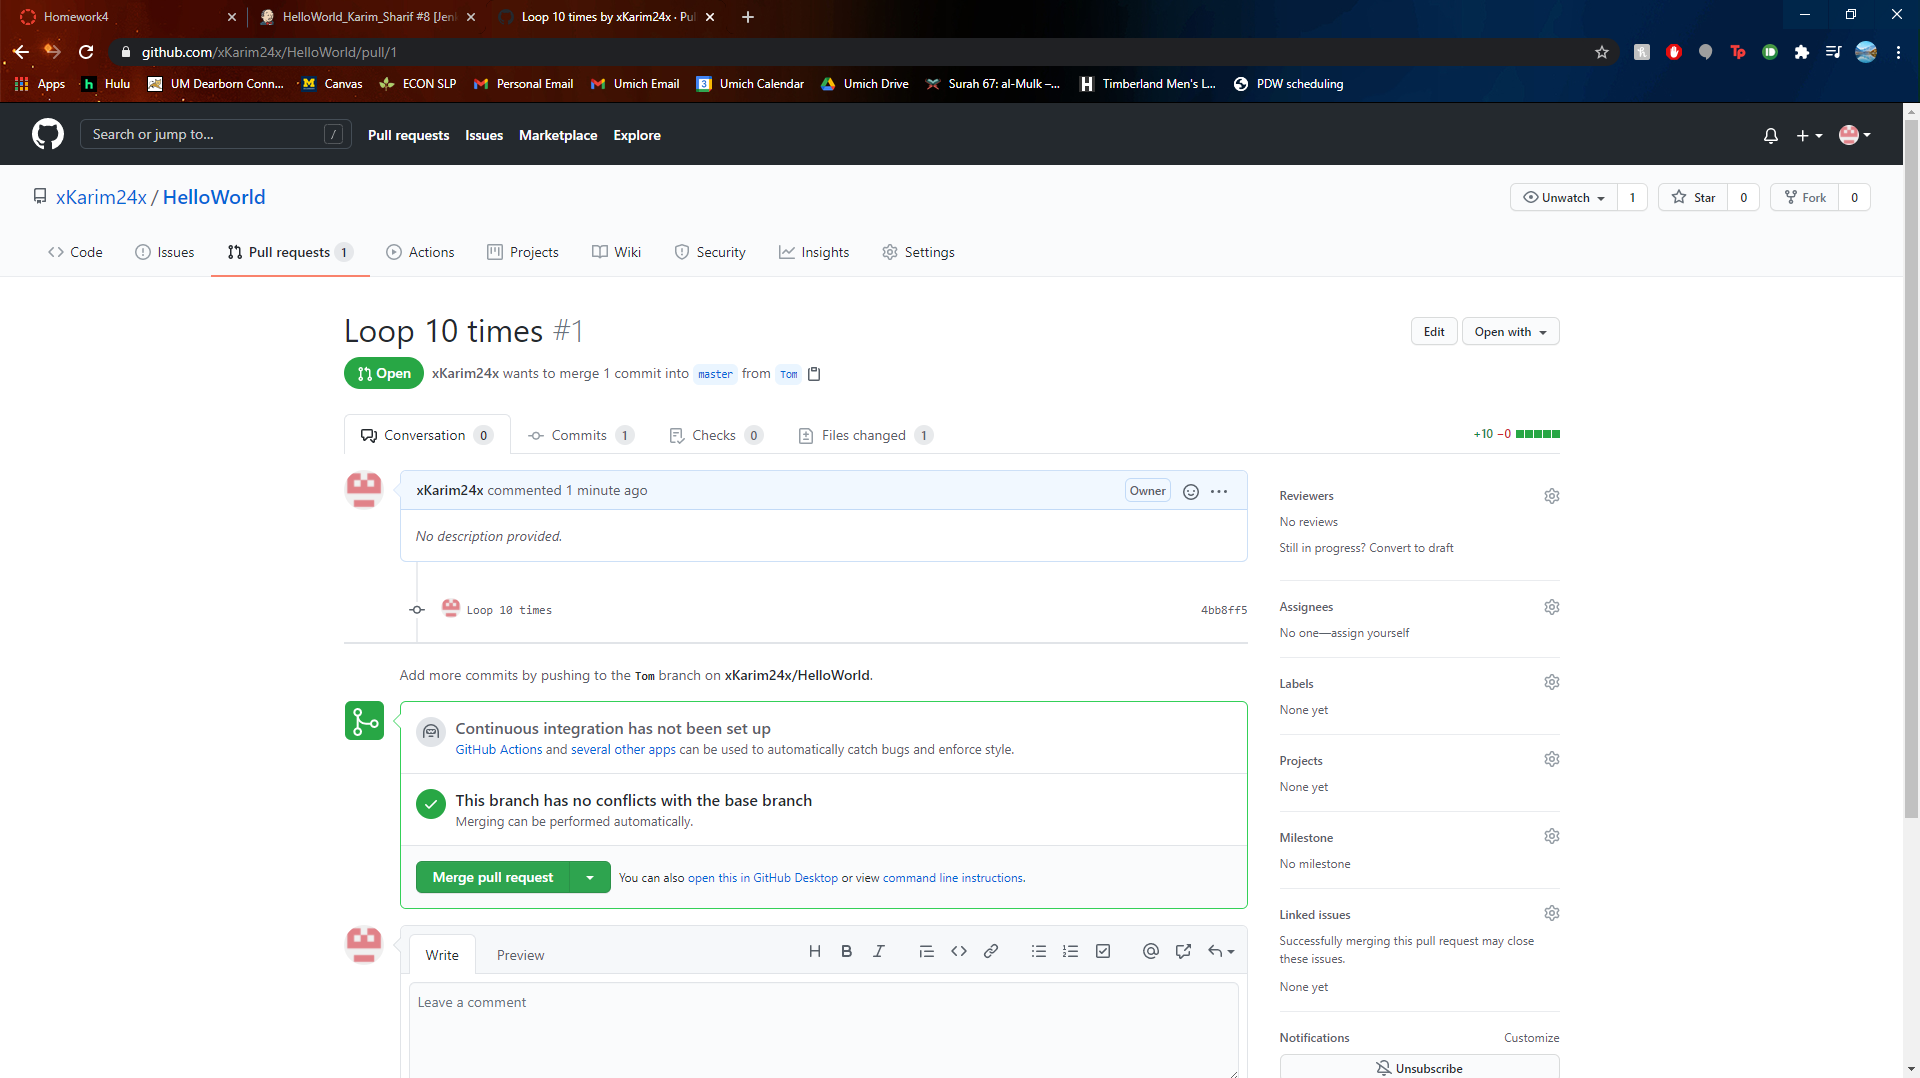 Homework4
HelloWorld_Karim_Sharif #8 [Jen
Loop 10 times by xKarim24x · Pul
github.com/xKarim24x/HelloWorld/pull/1
Apps
Hulu
UM Dearborn Conn...
Canvas
ECON SLP
Personal Email
Umich Email
Umich Calendar
Umich Drive
Surah 67: al-Mulk –...
Timberland Men's L...
PDW scheduling
Search or jump to...
/
Pull requests
Issues
Marketplace
Explore
xKarim24x / HelloWorld
Unwatch 1
Star 0
Fork 0
Code
Issues
Pull requests 1
Actions
Projects
Wiki
Security
Insights
Settings
Loop 10 times #1
Edit
Open with
Open
xKarim24x wants to merge 1 commit into master from Tom
Conversation 0
Commits 1
Checks 0
Files changed 1
+10 −0
xKarim24x commented 1 minute ago
Owner
No description provided.
Loop 10 times
4bb8ff5
Add more commits by pushing to the Tom branch on xKarim24x/HelloWorld.
Continuous integration has not been set up
GitHub Actions and several other apps can be used to automatically catch bugs and enforce style.
This branch has no conflicts with the base branch
Merging can be performed automatically.
Merge pull request
You can also open this in GitHub Desktop or view command line instructions.
Write
Preview
Leave a comment
Reviewers
No reviews
Still in progress? Convert to draft
Assignees
No one—assign yourself
Labels
None yet
Projects
None yet
Milestone
No milestone
Linked issues
Successfully merging this pull request may close
these issues.
None yet
Notifications
Customize
Unsubscribe